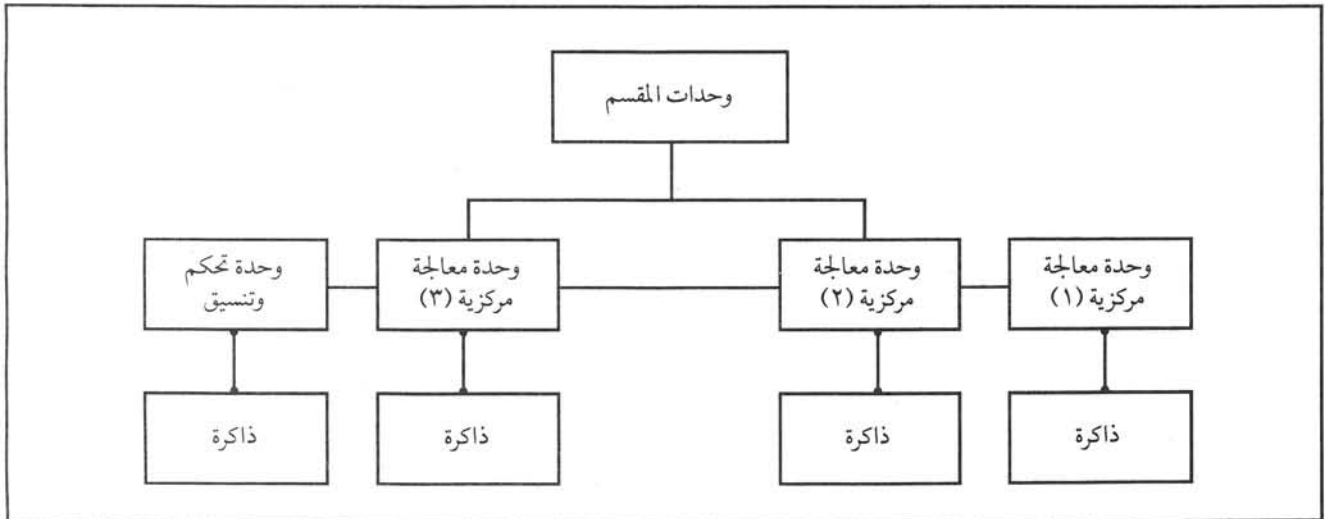 وحدات المقسم
وحدة معالجة
مركزية (١)
وحدة معالجة
مركزية (٢)
وحدة معالجة
مركزية (٣)
وحدة تحكم
وتنسيق
ذاكرة
ذاكرة
ذاكرة
ذاكرة